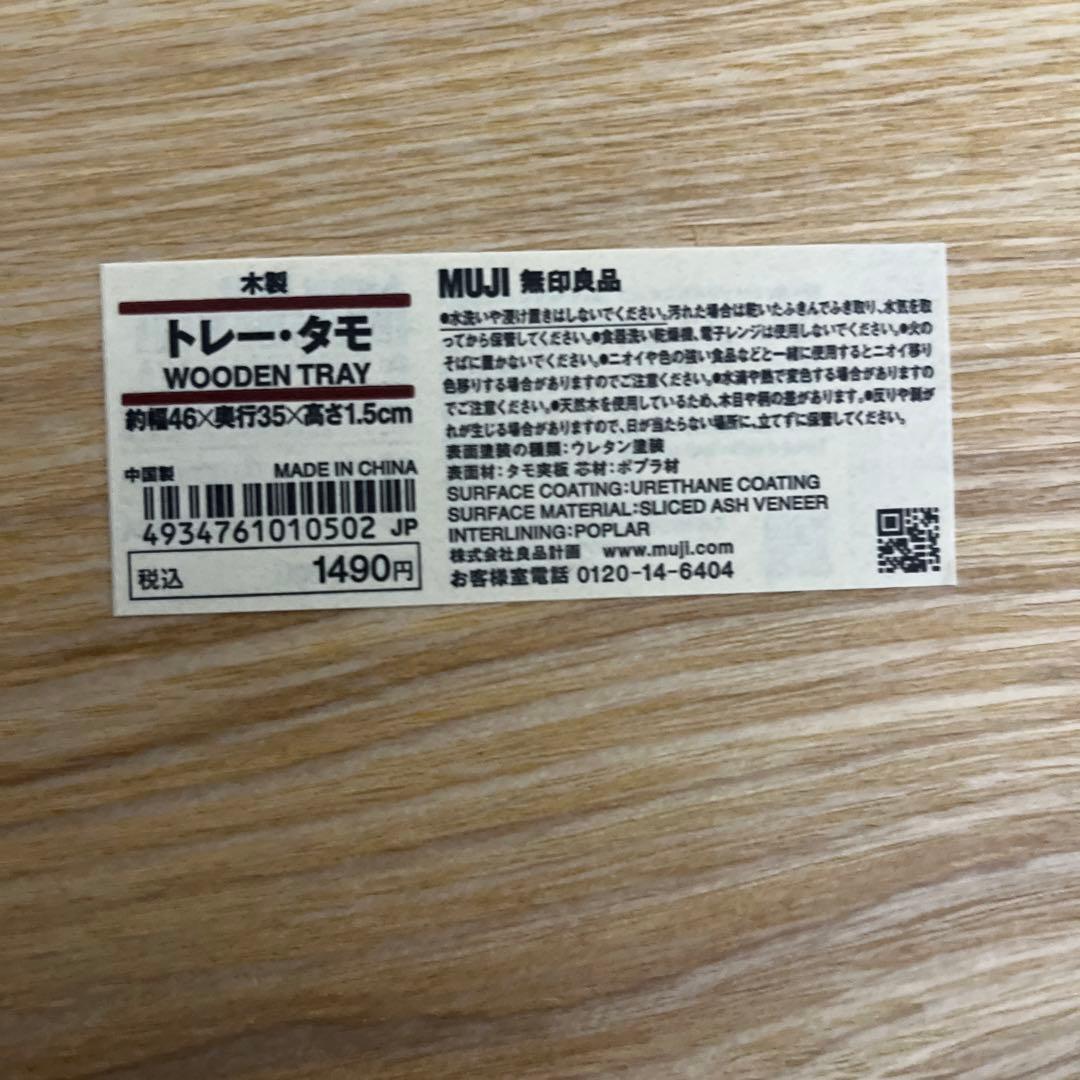 木製
トレー・タモ
WOODEN TRAY
約幅46×奥行35×高さ1.5cm
中国製 MADE IN CHINA
4934761010502 JP
税込 1490円
MUJI 無印良品
●水洗いや浸け置きはしないでください。汚れた場合は乾いたふきんでふき取り、水気を取
ってから保管してください。●食器洗い乾燥機、電子レンジは使用しないでください。●火の
そばに置かないでください。●ニオイや色の強い食品などと一緒に使用するとニオイ移り
色移りする場合がありますのでご注意ください。●水滴や熱で変色する場合があります
のでご注意ください。●天然木を使用しているため、木目や柄の差があります。●反りや割
れが生じる場合がありますので、日が当たらない場所に、立てずに保管してください。
表面塗装の種類：ウレタン塗装
表面材：タモ突板 芯材：ポプラ材
SURFACE COATING:URETHANE COATING
SURFACE MATERIAL:SLICED ASH VENEER
INTERLINING:POPLAR
株式会社良品計画 www.muji.com
お客様室電話 0120-14-6404